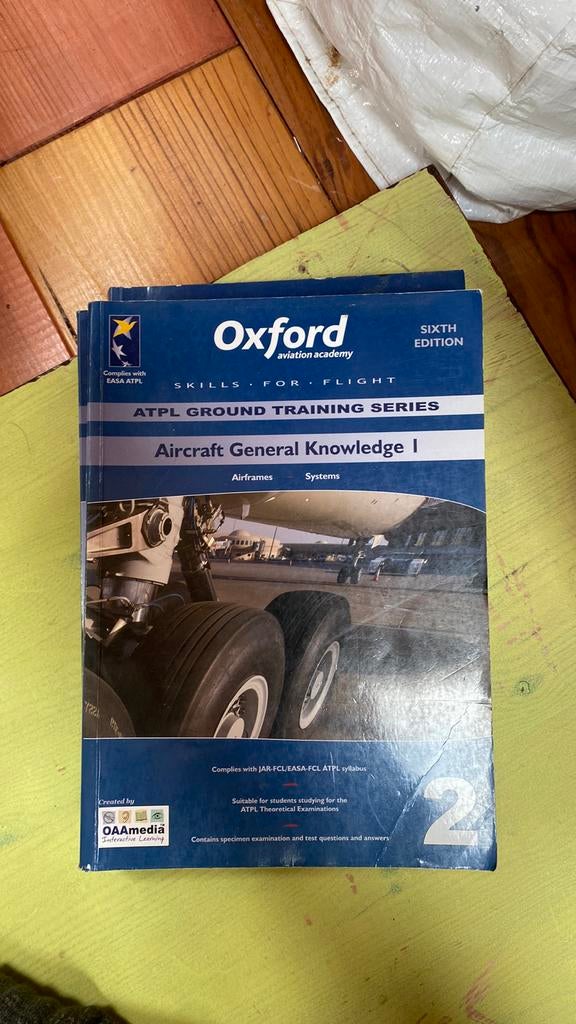 Oxford
aviation academy
SIXTH
EDITION
Complies with
EASA ATPL
SKILLS · FOR · FLIGHT
ATPL GROUND TRAINING SERIES
Aircraft General Knowledge 1
Airframes Systems
Complies with JAR-FCL/EASA-FCL ATPL syllabus
Suitable for students studying for the
ATPL Theoretical Examinations
Contains specimen examination and test questions and answers
2
Created by
OAAmedia
Interactive Learning